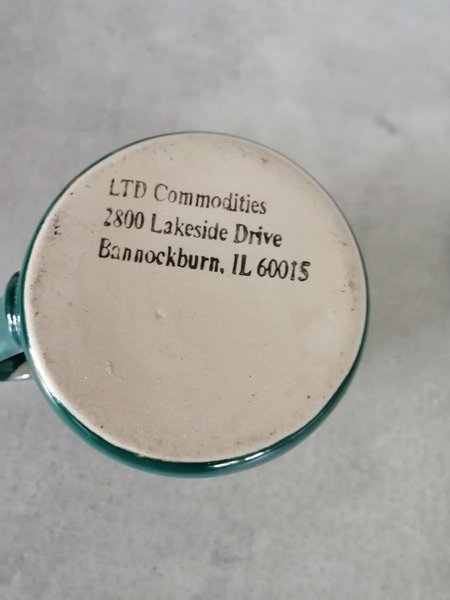 LTD Commodities
2800 Lakeside Drive
Bannockburn, IL 60015